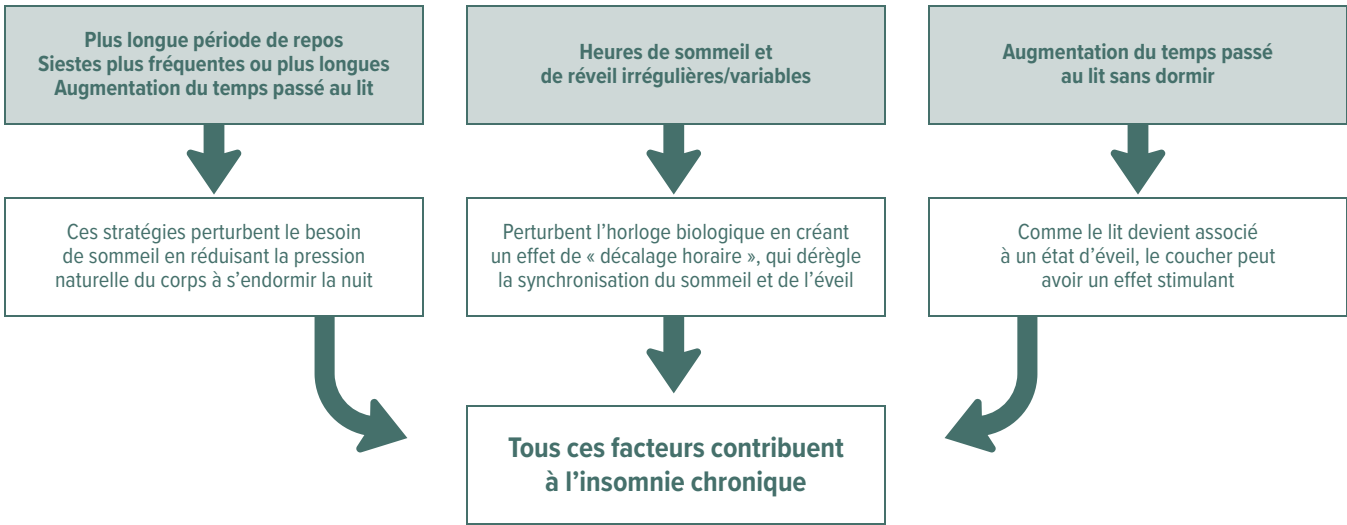 Plus longue période de repos
Siestes plus fréquentes ou plus longues
Augmentation du temps passé au lit
Heures de sommeil et
de réveil irrégulières/variables
Augmentation du temps passé
au lit sans dormir
Ces stratégies perturbent le besoin
de sommeil en réduisant la pression
naturelle du corps à s’endormir la nuit
Perturbent l’horloge biologique en créant
un effet de « décalage horaire », qui dérègle
la synchronisation du sommeil et de l’éveil
Comme le lit devient associé
à un état d’éveil, le coucher peut
avoir un effet stimulant
Tous ces facteurs contribuent
à l’insomnie chronique